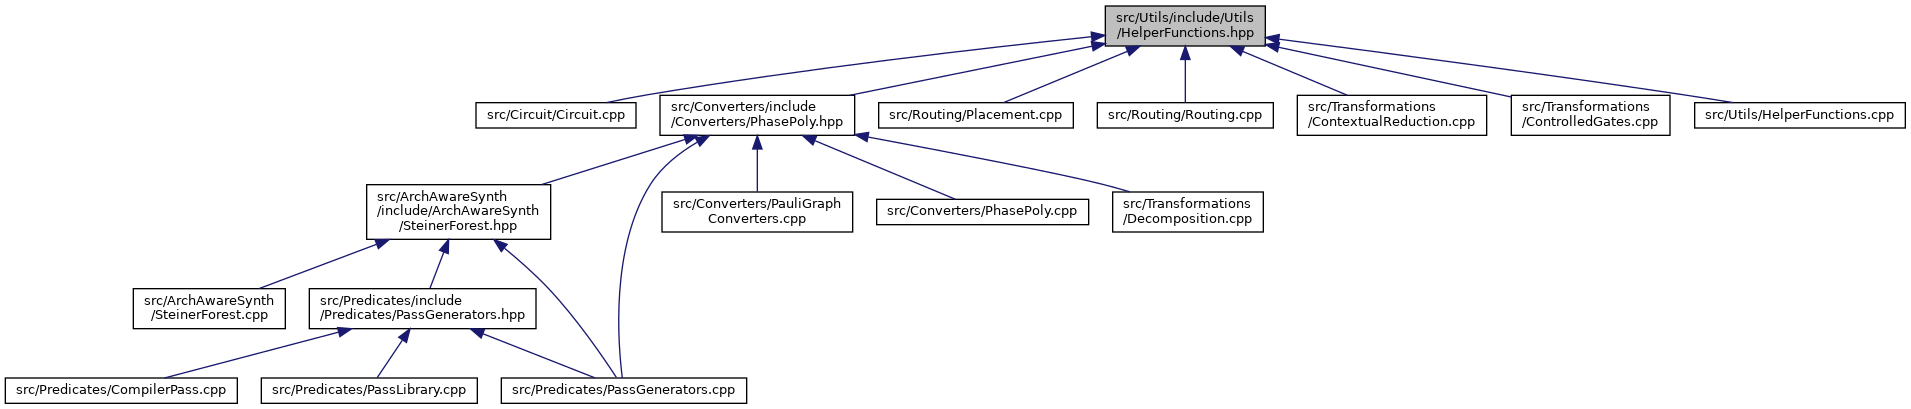 src/Utils/include/Utils
/HelperFunctions.hpp
src/Circuit/Circuit.cpp
src/Converters/include
/Converters/PhasePoly.hpp
src/Routing/Placement.cpp
src/Routing/Routing.cpp
src/Transformations
/ContextualReduction.cpp
src/Transformations
/ControlledGates.cpp
src/Utils/HelperFunctions.cpp
src/ArchAwareSynth
/include/ArchAwareSynth
/SteinerForest.hpp
src/Converters/PauliGraph
Converters.cpp
src/Converters/PhasePoly.cpp
src/Transformations
/Decomposition.cpp
src/ArchAwareSynth
/SteinerForest.cpp
src/Predicates/include
/Predicates/PassGenerators.hpp
src/Predicates/CompilerPass.cpp
src/Predicates/PassLibrary.cpp
src/Predicates/PassGenerators.cpp